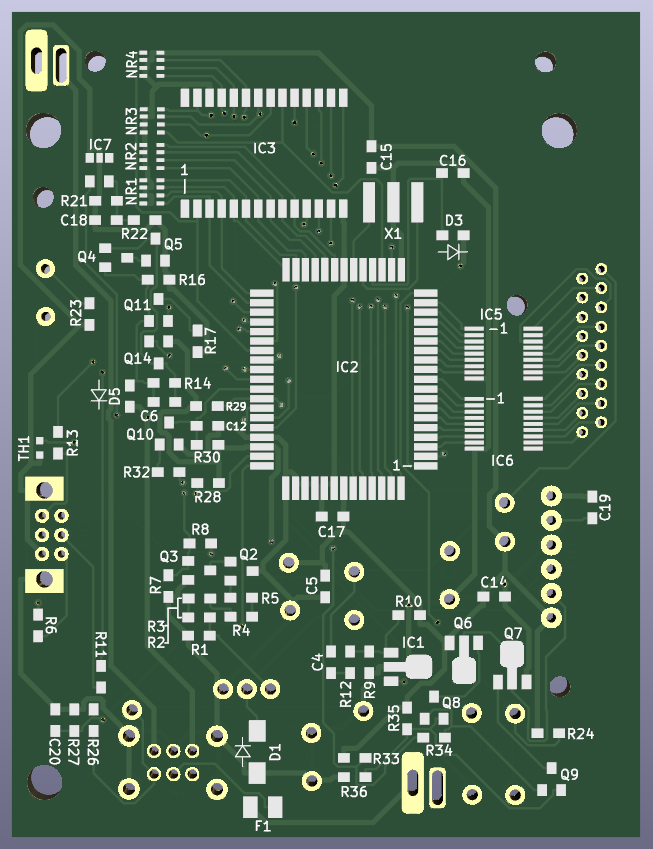 NR4
NR3
NR2
NR1
IC3
1
IC7
C15
C16
R21
C18
R22
X1
D3
Q5
Q4
R16
R23
Q11
R17
IC5
-1
Q14
IC2
R14
D5
C6
R29
-1
C12
Q10
R13
TH1
R30
1-
IC6
R32
R28
C19
C17
R8
Q3
Q2
R7
C5
C14
R5
R10
R6
R3
R4
R2
R1
Q6
Q7
IC1
R11
C4
R12
R9
Q8
R35
C20
R27
R26
R24
D1
R34
R33
Q9
R36
F1